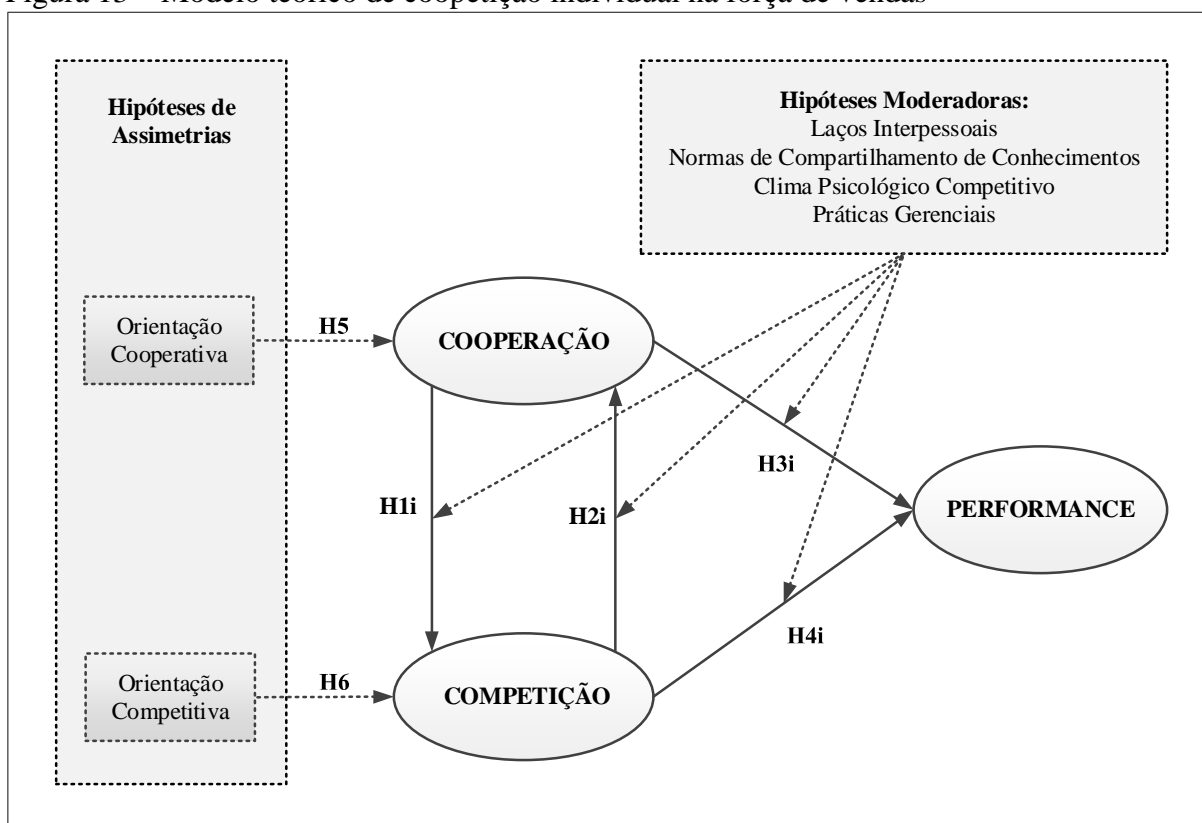 Figura 13 – Modelo teórico de coopetição individual na força de vendas
Hipóteses de
Assimetrias
Hipóteses Moderadoras:
Laços Interpessoais
Normas de Compartilhamento de Conhecimentos
Clima Psicológico Competitivo
Práticas Gerenciais
Orientação
Cooperativa
H5
COOPERAÇÃO
H1i
H2i
H3i
PERFORMANCE
H4i
Orientação
Competitiva
H6
COMPETIÇÃO